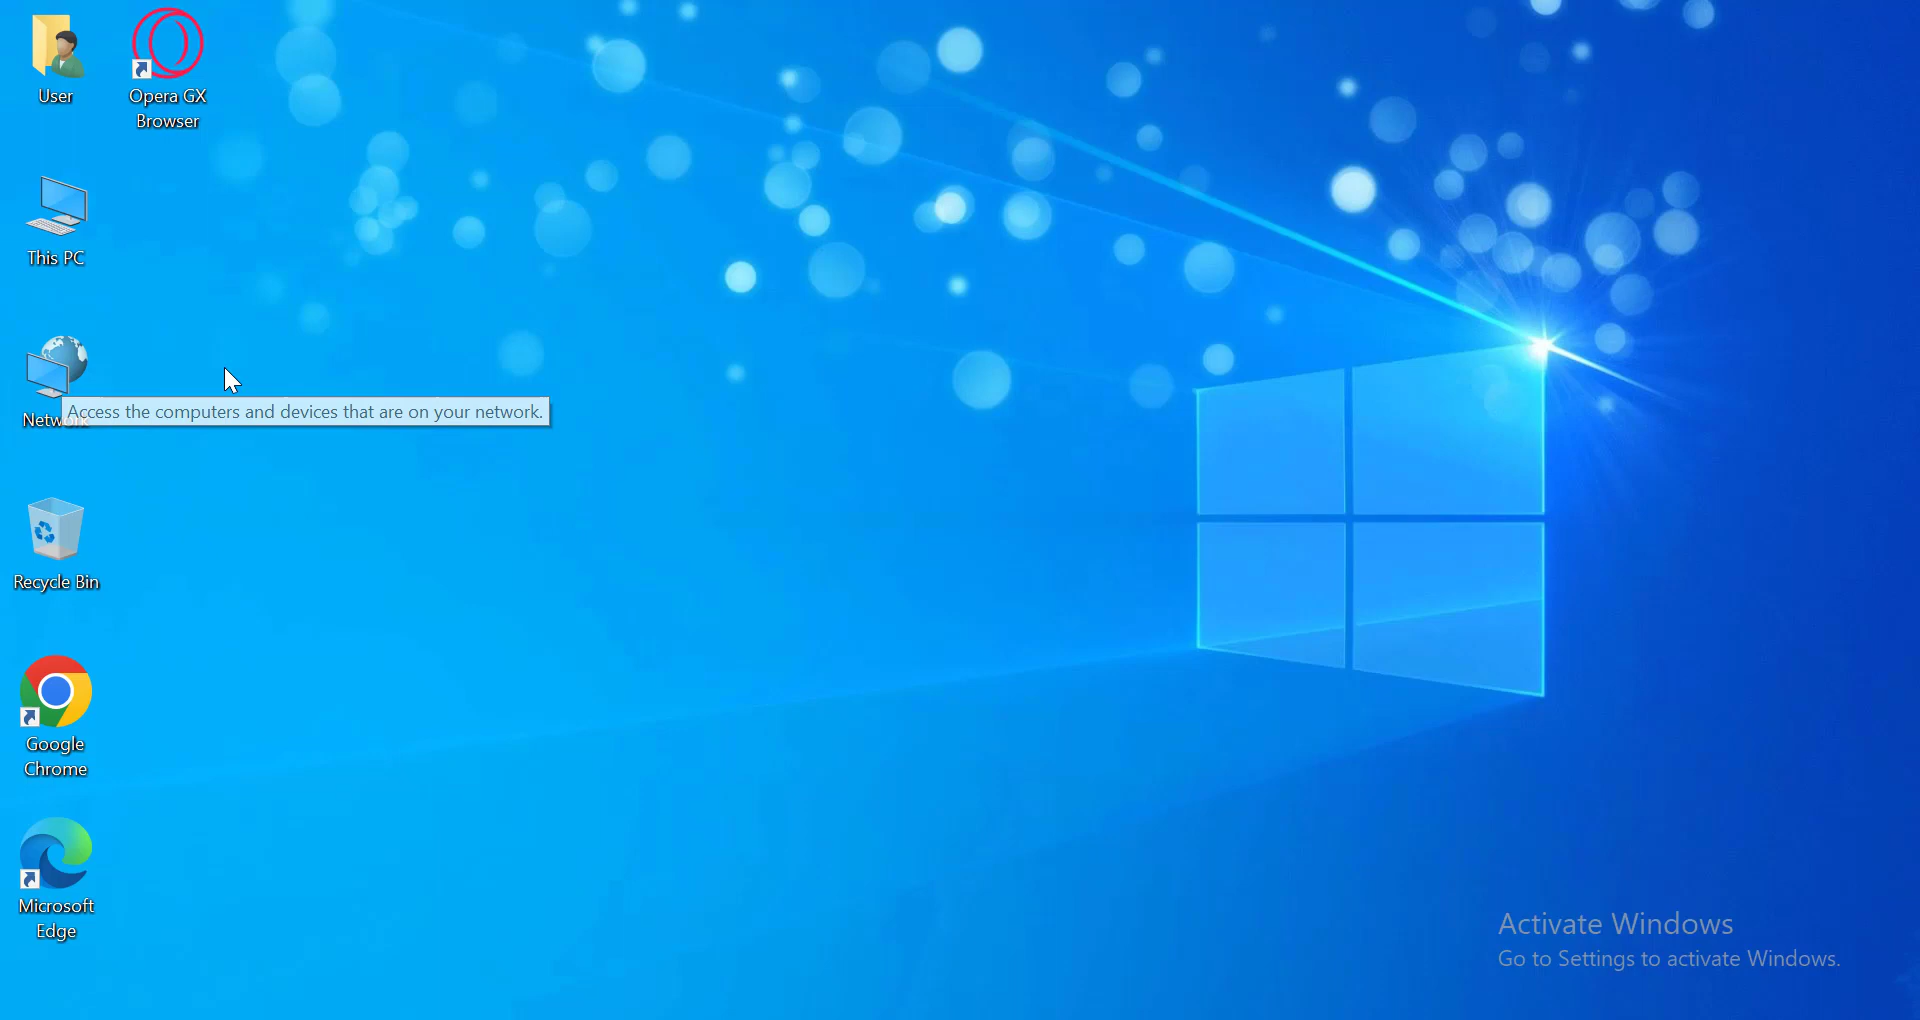 User
Opera GX
Browser
This PC
Network
Access the computers and devices that are on your network.
Recycle Bin
Google
Chrome
Microsoft
Edge
Activate Windows
Go to Settings to activate Windows.